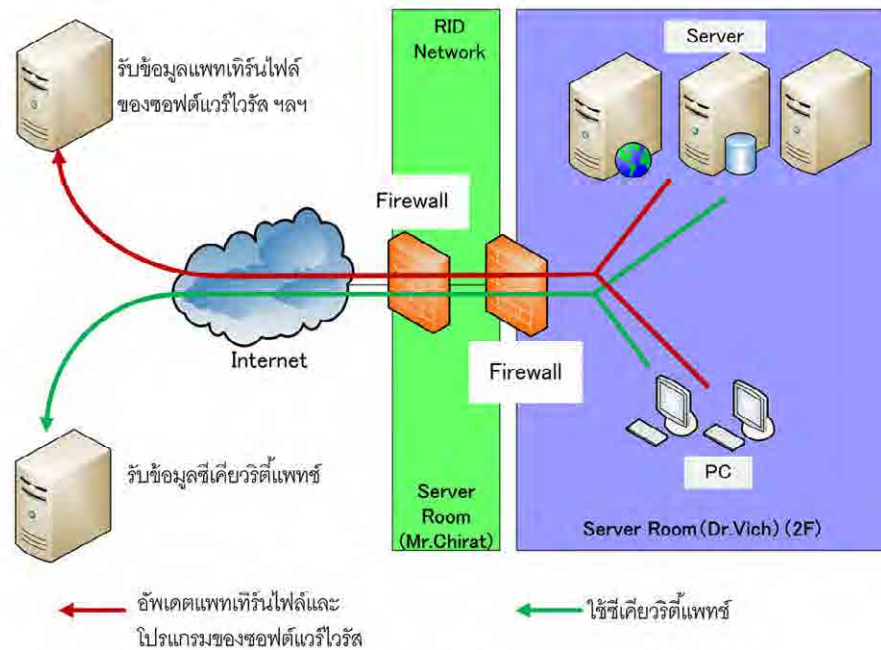 รับข้อมูลแพทเทิร์นไฟล์
ของซอฟต์แวร์ไวรัส ฯลฯ
RID
Network
Server
Firewall
Internet
Firewall
รับข้อมูลซีเคียวริตี้แพทช์
PC
Server
Room
(Mr.Chirat)
Server Room(Dr.Vich) (2F)
อัพเดตแพทเทิร์นไฟล์และ
โปรแกรมของซอฟต์แวร์ไวรัส
ใช้ซีเคียวริตี้แพทช์